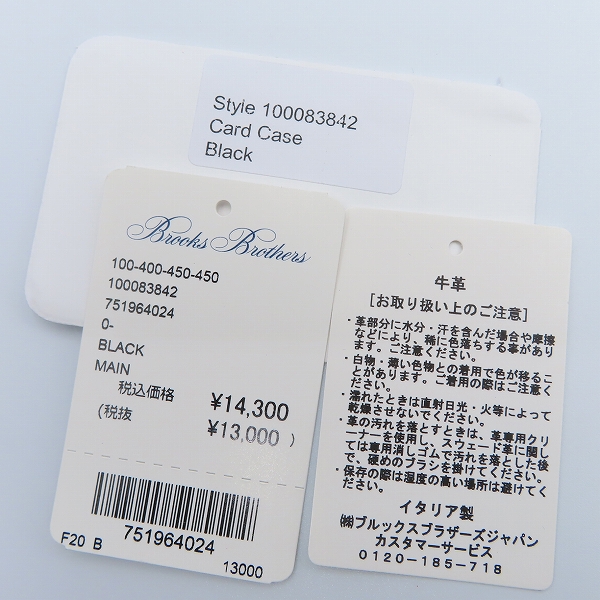 Style 100083842
Card Case
Black
Brooks Brothers
100-400-450-450
100083842
751964024
0-
BLACK
MAIN
税込価格 ¥14,300
(税抜 ¥13,000 )
751964024
F20 B 13000
牛革
[お取り扱い上のご注意]
・革部分に水分・汗を含んだ場合や摩擦
などにより、稀に色落ちする事があり
ます。ご注意ください。
・白物・薄い色物との着用で色が移るこ
とがあります。ご着用の際はご注意く
ださい。
・濡れたときは直射日光・火等によって
乾燥させないでください。
・革の汚れを落とすときは、革専用クリ
ーナーを使用し、スウェード革に関し
ては専用消しゴムで汚れを落とした後
で、硬めのブラシを掛けてください。
・保存の際は湿度の高い場所は避けてく
ださい。
イタリア製
㈱ブルックスブラザーズジャパン
カスタマーサービス
0120-185-718